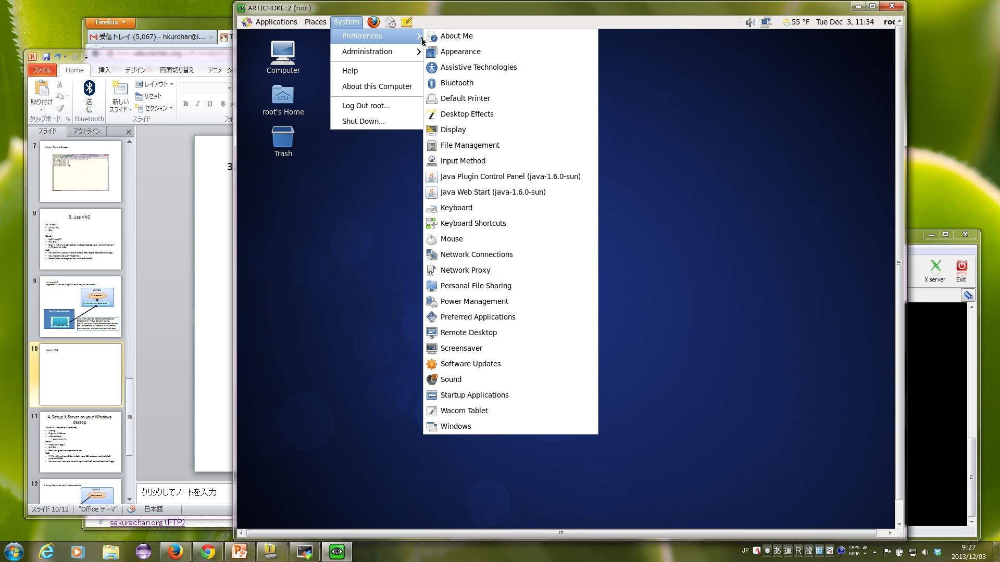 ARTICHOKE:2 (root)
Applications Places System
55 °F Tue Dec 3, 11:34
Preferences
Administration
Help
About this Computer
Log Out root...
Shut Down...
About Me
Appearance
Assistive Technologies
Bluetooth
Default Printer
Desktop Effects
Display
File Management
Input Method
Java Plugin Control Panel (java-1.6.0-sun)
Java Web Start (java-1.6.0-sun)
Keyboard
Keyboard Shortcuts
Mouse
Network Connections
Network Proxy
Personal File Sharing
Power Management
Preferred Applications
Remote Desktop
Screensaver
Software Updates
Sound
Startup Applications
Wacom Tablet
Windows
Computer
root's Home
Trash
Firefox
受信トレイ (5,067) - hkurohar@i...
ファイル Home 挿入 デザイン 画面切り替え アニメーシ
貼り付け
クリップボード
送
信
Bluetooth
新しい
スライド
レイアウト
リセット
セクション
スライド
B I U S
スライド アウトライン
7
8
3. Use VNC
9
10
3. Using VNC
11
4. Setup X-Server on your Windows
destop
12
3
クリックしてノートを入力
スライド 10/12 "Office テーマ" 日本語
sakurachan.org (FTP)
X server
Exit
JP あ 連 R 般
CAPS
KANA
9:27
2013/12/03